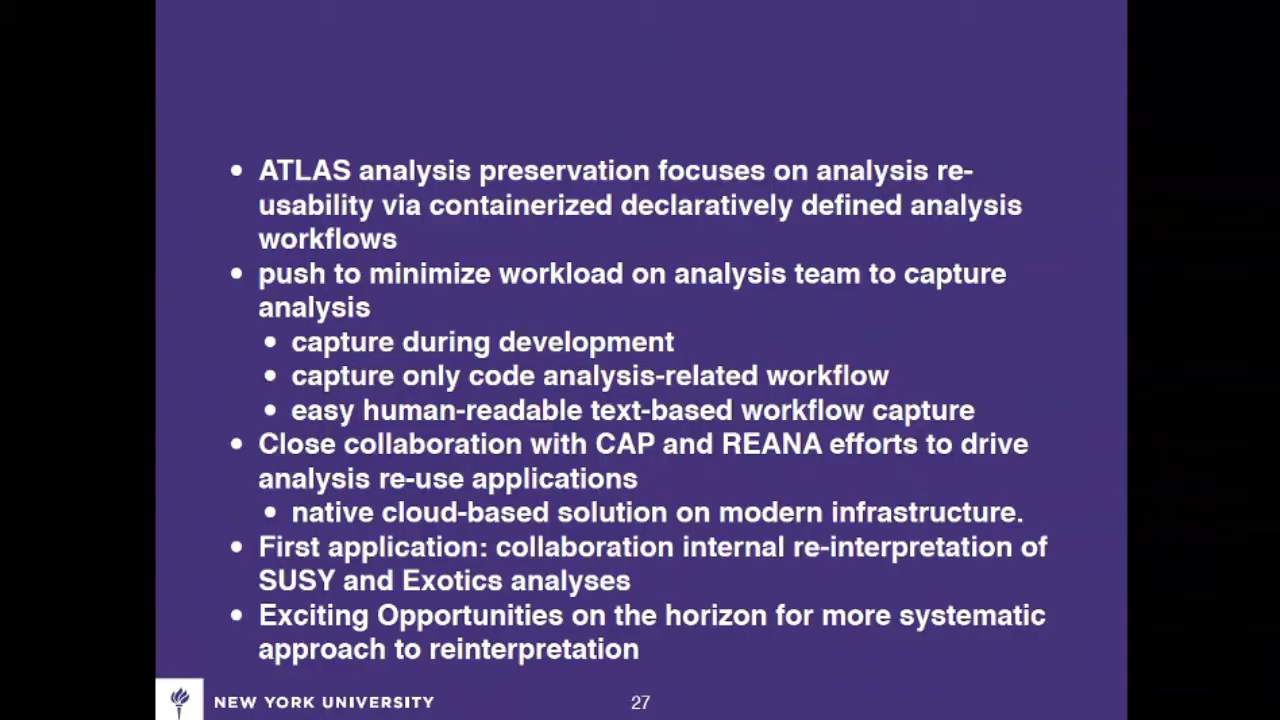 • ATLAS analysis preservation focuses on analysis re-
usability via containerized declaratively defined analysis
workflows
• push to minimize workload on analysis team to capture
analysis
• capture during development
• capture only code analysis-related workflow
• easy human-readable text-based workflow capture
• Close collaboration with CAP and REANA efforts to drive
analysis re-use applications
• native cloud-based solution on modern infrastructure.
• First application: collaboration internal re-interpretation of
SUSY and Exotics analyses
• Exciting Opportunities on the horizon for more systematic
approach to reinterpretation
NEW YORK UNIVERSITY
27